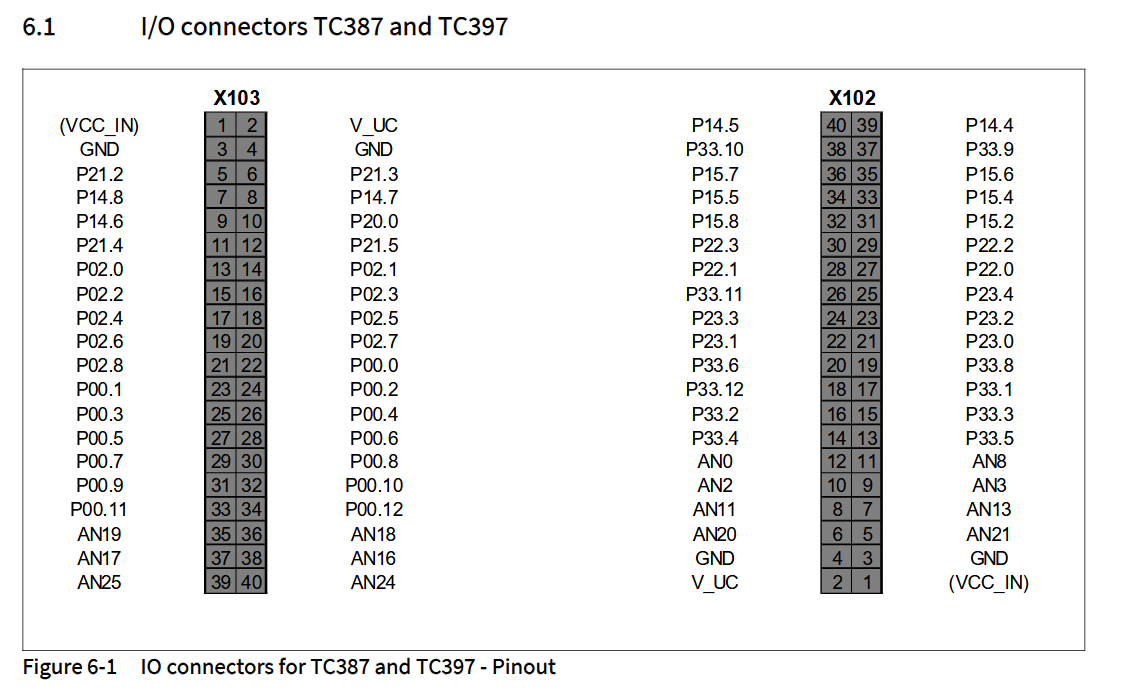 6.1 I/O connectors TC387 and TC397
X103 X102
(VCC_IN) 1 2 V_UC P14.5 40 39 P14.4
GND 3 4 GND P33.10 38 37 P33.9
P21.2 5 6 P21.3 P15.7 36 35 P15.6
P14.8 7 8 P14.7 P15.5 34 33 P15.4
P14.6 9 10 P20.0 P15.8 32 31 P15.2
P21.4 11 12 P21.5 P22.3 30 29 P22.2
P02.0 13 14 P02.1 P22.1 28 27 P22.0
P02.2 15 16 P02.3 P33.11 26 25 P23.4
P02.4 17 18 P02.5 P23.3 24 23 P23.2
P02.6 19 20 P02.7 P23.1 22 21 P23.0
P02.8 21 22 P00.0 P33.6 20 19 P33.8
P00.1 23 24 P00.2 P33.12 18 17 P33.1
P00.3 25 26 P00.4 P33.2 16 15 P33.3
P00.5 27 28 P00.6 P33.4 14 13 P33.5
P00.7 29 30 P00.8 AN0 12 11 AN8
P00.9 31 32 P00.10 AN2 10 9 AN3
P00.11 33 34 P00.12 AN11 8 7 AN13
AN19 35 36 AN18 AN20 6 5 AN21
AN17 37 38 AN16 GND 4 3 GND
AN25 39 40 AN24 V_UC 2 1 (VCC_IN)
Figure 6-1 IO connectors for TC387 and TC397 - Pinout